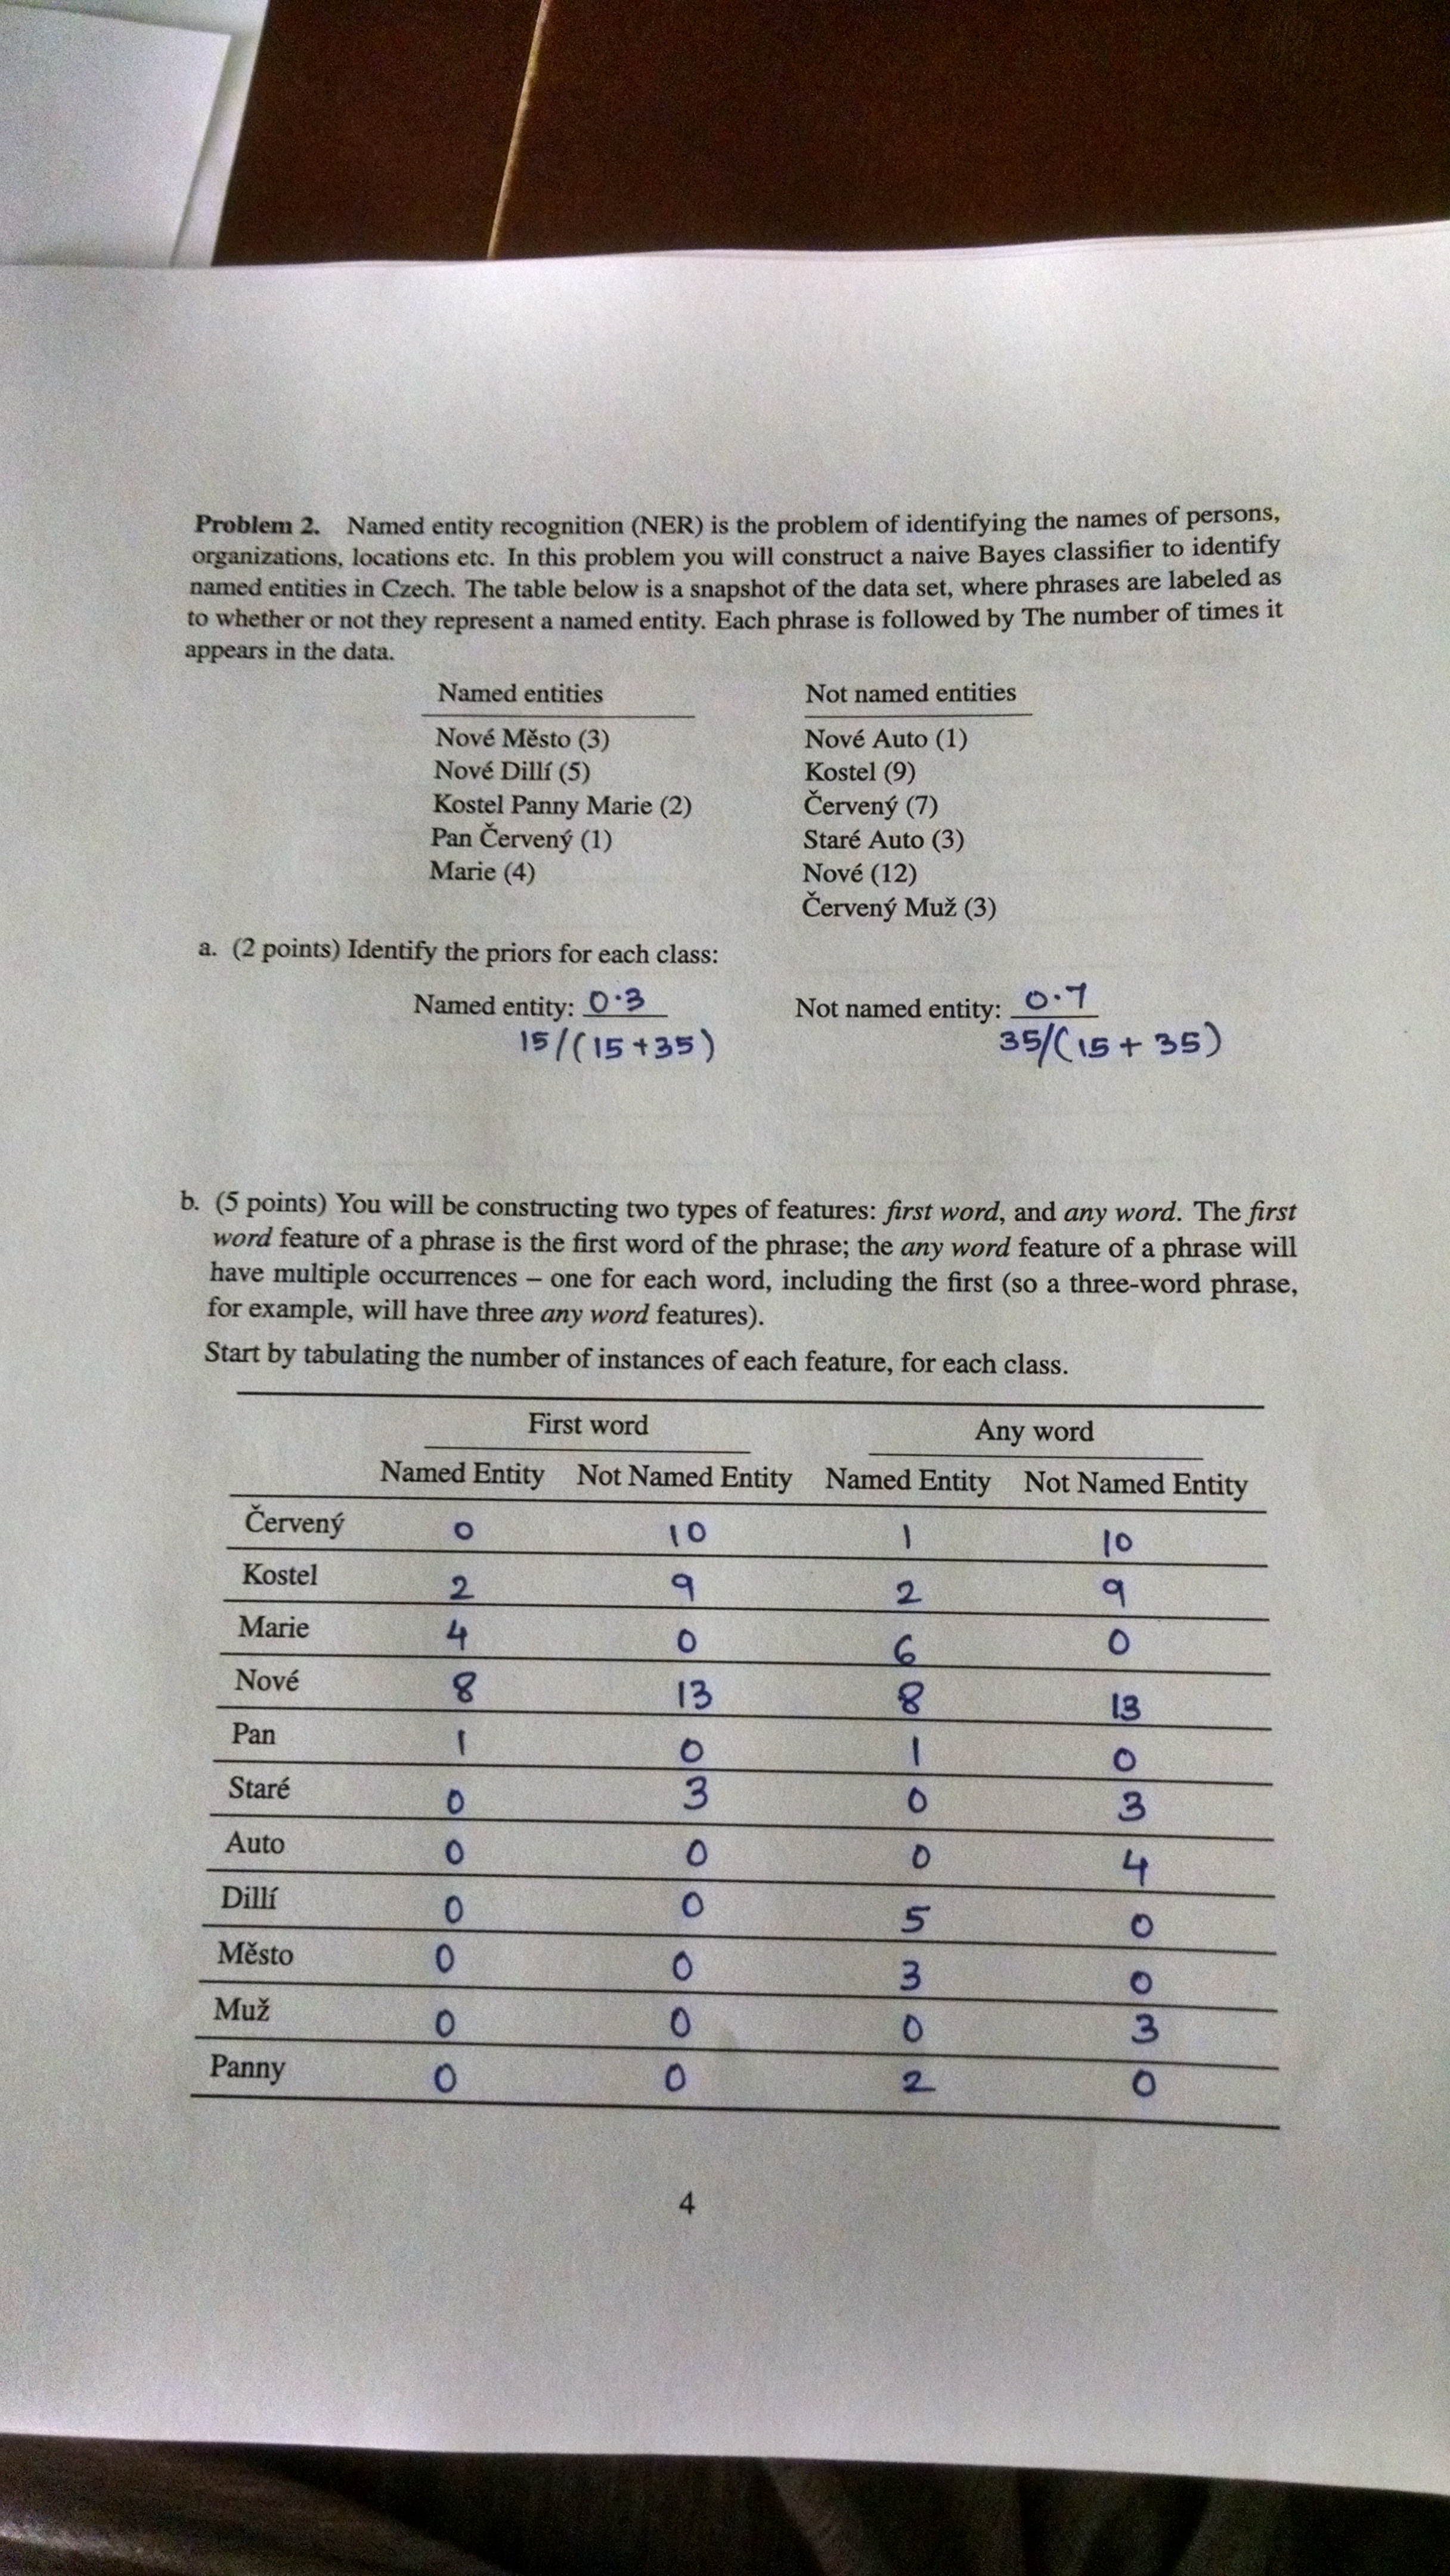 Problem 2. Named entity recognition (NER) is the problem of identifying the names of persons,
organizations, locations etc. In this problem you will construct a naive Bayes classifier to identify
named entities in Czech. The table below is a snapshot of the data set, where phrases are labeled as
to whether or not they represent a named entity. Each phrase is followed by The number of times it
appears in the data.
Named entities Not named entities
Nové Město (3) Nové Auto (1)
Nové Dillí (5) Kostel (9)
Kostel Panny Marie (2) Červený (7)
Pan Červený (1) Staré Auto (3)
Marie (4) Nové (12)
Červený Muž (3)
a. (2 points) Identify the priors for each class:
Named entity: 0.3 Not named entity: 0.7
15/(15+35) 35/(15+35)
b. (5 points) You will be constructing two types of features: first word, and any word. The first
word feature of a phrase is the first word of the phrase; the any word feature of a phrase will
have multiple occurrences – one for each word, including the first (so a three-word phrase,
for example, will have three any word features).
Start by tabulating the number of instances of each feature, for each class.
First word Any word
Named Entity Not Named Entity Named Entity Not Named Entity
Červený 0 10 1 10
Kostel 2 9 2 9
Marie 4 0 6 0
Nové 8 13 8 13
Pan 1 0 1 0
Staré 0 3 0 3
Auto 0 0 0 4
Dillí 0 0 5 0
Město 0 0 3 0
Muž 0 0 0 3
Panny 0 0 2 0
4